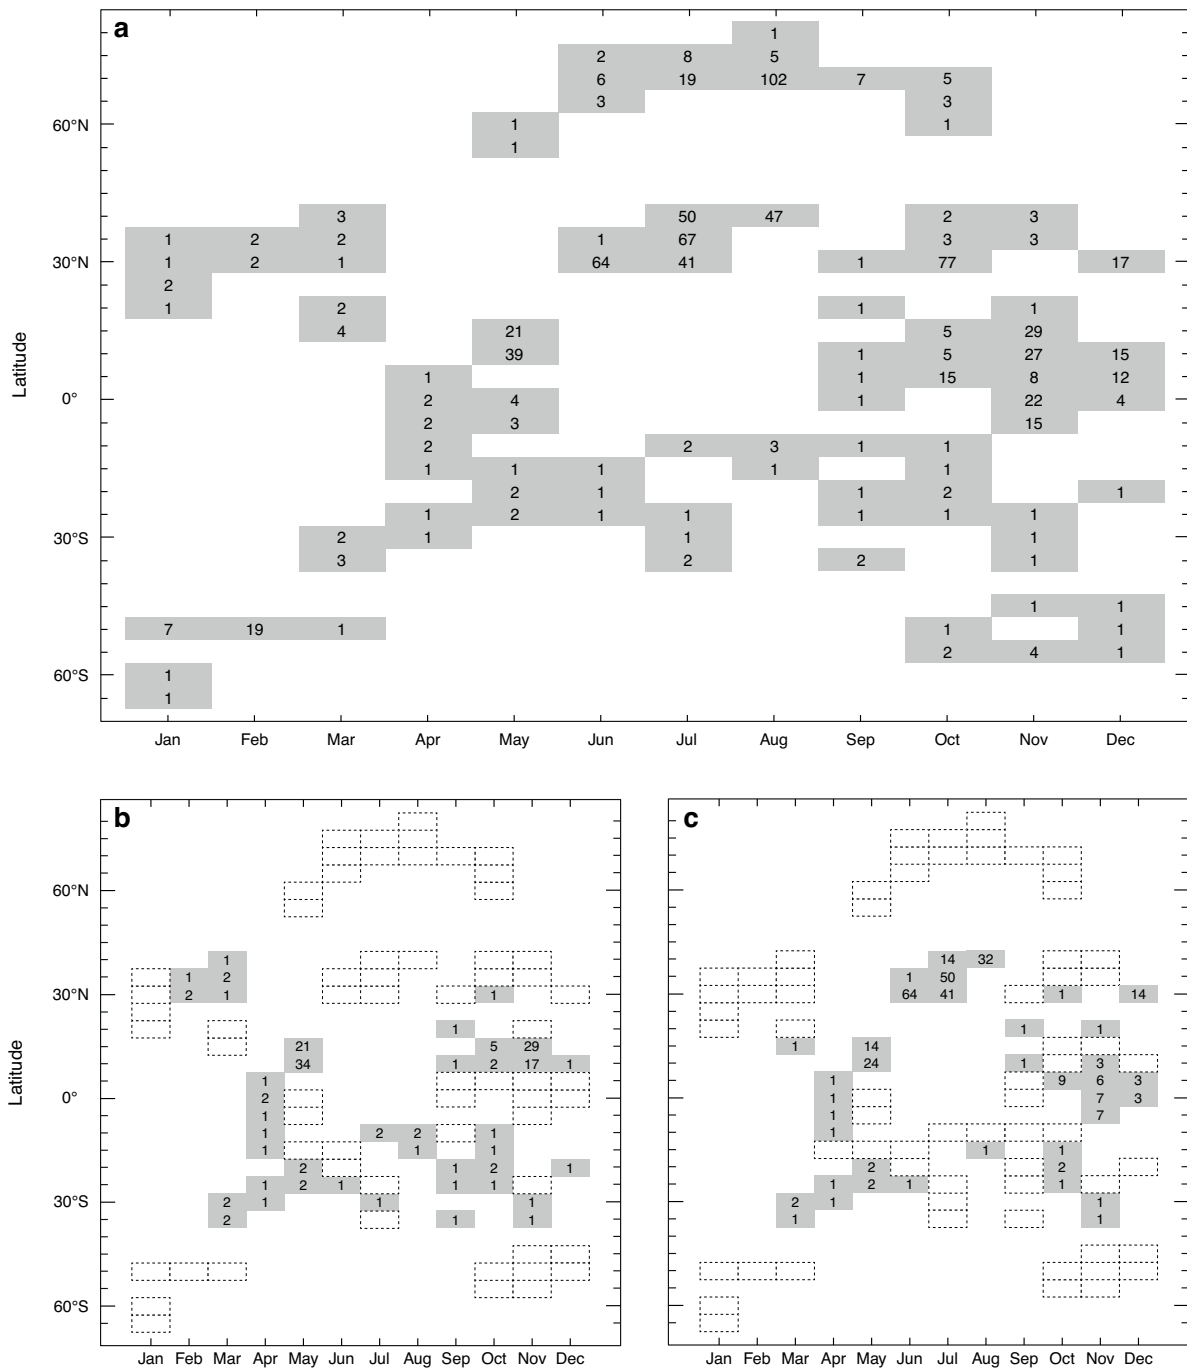 a
1
2 8 5
6 19 102 7 5
3 3
60°N 1 1
1
3 50 47 2 3
1 2 2 1 67 3 3
30°N 1 2 1 64 41 1 77 17
2
1 2 1 1
4 21 5 29
39 1 5 27 15
1 1 15 8 12
0° 2 4 1 22 4
2 3 15
2 2 3 1 1
1 1 1 1 1
2 1 1 2 1
1 2 1 1 1 1 1
30°S 2 1 1 1
3 2 2 1
1 1
7 19 1 1 1
2 4 1
60°S 1
1
Latitude
Jan Feb Mar Apr May Jun Jul Aug Sep Oct Nov Dec
b
60°N
1
1 2
30°N 2 1 1
1
21 5 29
34 1 2 17 1
1
0° 2
1
1 2 2 1
1 1 1
2 1 2 1
1 2 1 1 1
30°S 2 1 1 1
2 1 1
60°S
Latitude
Jan Feb Mar Apr May Jun Jul Aug Sep Oct Nov Dec
c
14 32
1 50
64 41 1 14
1 1
1 14
24 1 3
1 9 6 3
1 7 3
1 7
1
1 1
2 2
1 2 1 1
2 1 1
1 1
Jan Feb Mar Apr May Jun Jul Aug Sep Oct Nov Dec